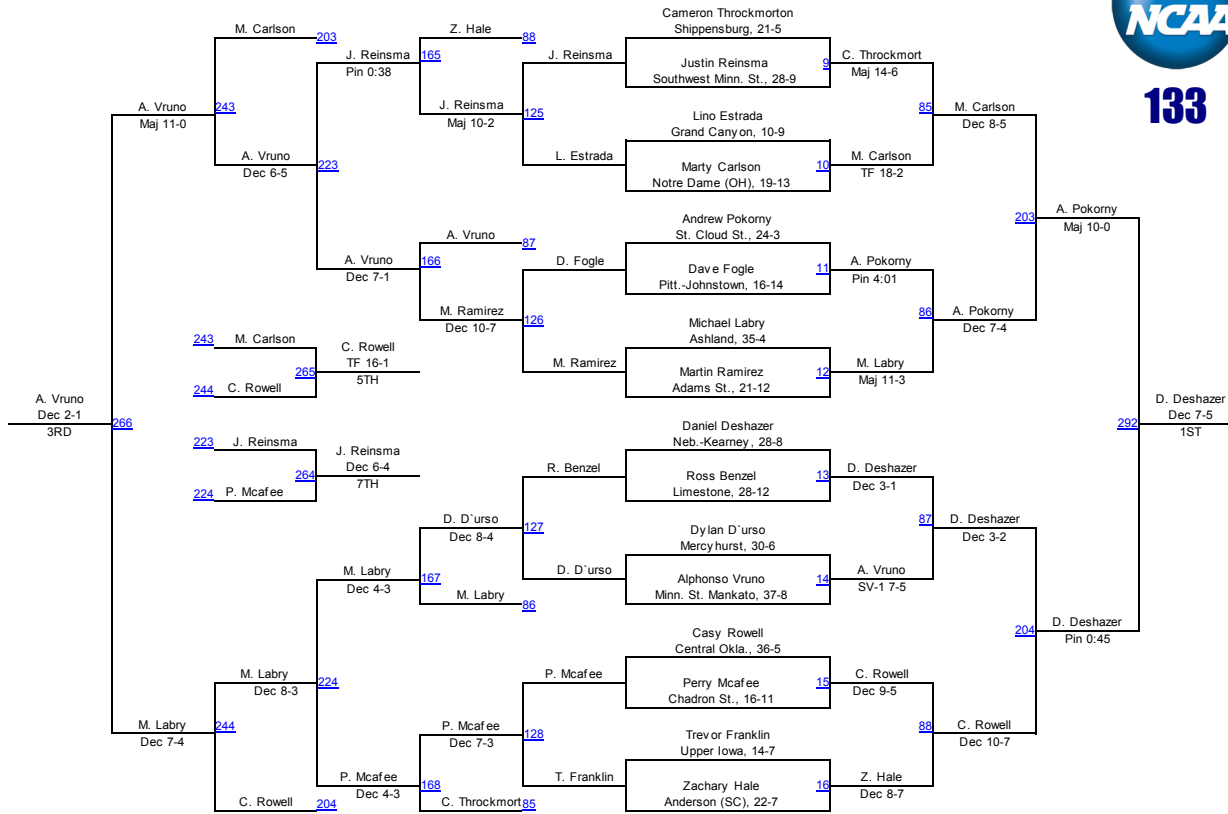 NCAA
133
Cameron Throckmorton
Shippensburg, 21-5
Justin Reinsma
Southwest Minn. St., 28-9
9
Lino Estrada
Grand Canyon, 10-9
Marty Carlson
Notre Dame (OH), 19-13
10
Andrew Pokorny
St. Cloud St., 24-3
Dave Fogle
Pitt.-Johnstown, 16-14
11
Michael Labry
Ashland, 35-4
Martin Ramirez
Adams St., 21-12
12
Daniel Deshazer
Neb.-Kearney, 28-8
Ross Benzel
Limestone, 28-12
13
Dylan D`urso
Mercyhurst, 30-6
Alphonso Vruno
Minn. St. Mankato, 37-8
14
Casy Rowell
Central Okla., 36-5
Perry Mcafee
Chadron St., 16-11
15
Trevor Franklin
Upper Iowa, 14-7
Zachary Hale
Anderson (SC), 22-7
16
C. Throckmort
Maj 14-6
85
M. Carlson
TF 18-2
A. Pokorny
Pin 4:01
86
M. Labry
Maj 11-3
D. Deshazer
Dec 3-1
87
A. Vruno
SV-1 7-5
C. Rowell
Dec 9-5
88
Z. Hale
Dec 8-7
M. Carlson
Dec 8-5
203
A. Pokorny
Dec 7-4
D. Deshazer
Dec 3-2
204
C. Rowell
Dec 10-7
A. Pokorny
Maj 10-0
292
D. Deshazer
Pin 0:45
D. Deshazer
Dec 7-5
1ST
J. Reinsma
125
L. Estrada
D. Fogle
126
M. Ramirez
R. Benzel
127
D. D`urso
P. Mcafee
128
T. Franklin
Z. Hale
88
165
J. Reinsma
Maj 10-2
A. Vruno
87
166
M. Ramirez
Dec 10-7
D. D`urso
Dec 8-4
167
M. Labry
86
P. Mcafee
Dec 7-3
168
C. Throckmort
85
J. Reinsma
Pin 0:38
223
A. Vruno
Dec 7-1
M. Labry
Dec 4-3
224
P. Mcafee
Dec 4-3
M. Carlson
203
243
A. Vruno
Dec 6-5
M. Labry
Dec 8-3
244
C. Rowell
204
A. Vruno
Maj 11-0
266
M. Labry
Dec 7-4
A. Vruno
Dec 2-1
3RD
243
M. Carlson
265
244
C. Rowell
C. Rowell
TF 16-1
5TH
223
J. Reinsma
264
224
P. Mcafee
J. Reinsma
Dec 6-4
7TH